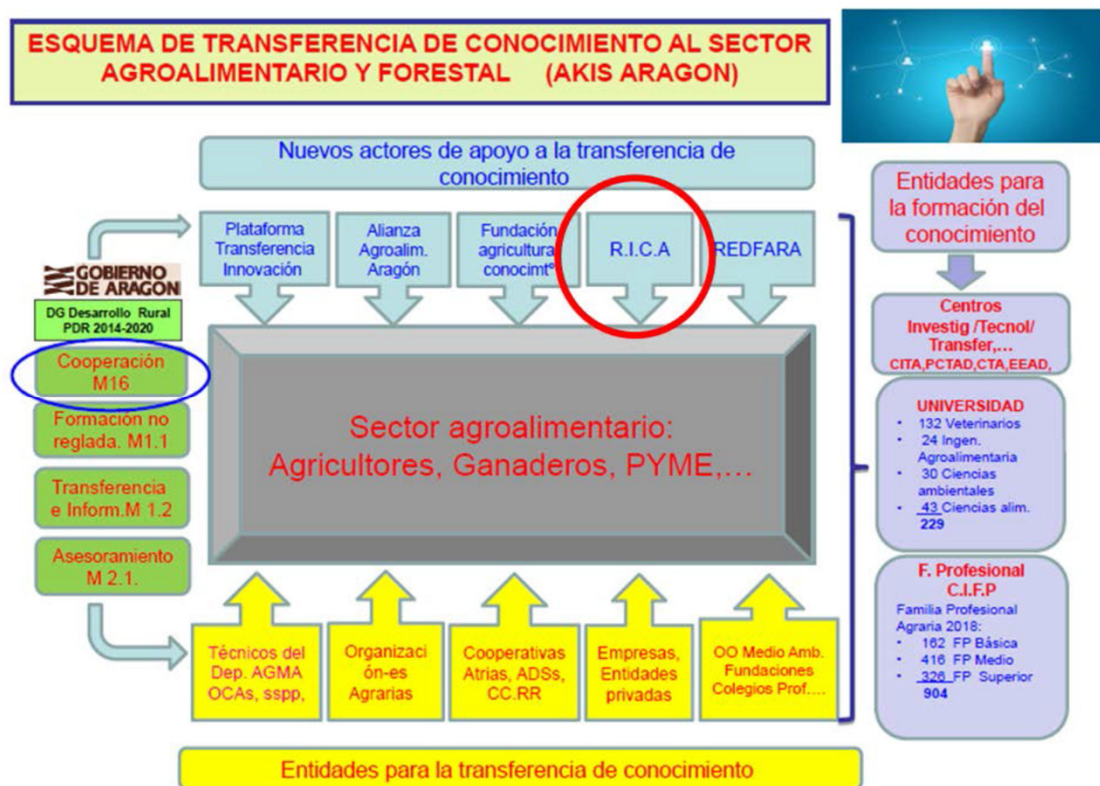 ESQUEMA DE TRANSFERENCIA DE CONOCIMIENTO AL SECTOR
AGROALIMENTARIO Y FORESTAL (AKIS ARAGON)
Nuevos actores de apoyo a la transferencia de
conocimiento
Plataforma
Transferencia
Innovación
Alianza
Agroalim.
Aragón
Fundación
agricultura
conocimtº
R.I.C.A
REDFARA
GOBIERNO
DE ARAGON
DG Desarrollo Rural
PDR 2014-2020
Cooperación
M16
Formación no
reglada. M1.1
Transferencia
e Inform.M 1.2
Asesoramiento
M 2.1.
Sector agroalimentario:
Agricultores, Ganaderos, PYME,...
Técnicos del
Dep. AGMA
OCAs, sspp,
Organizaci
ón-es
Agrarias
Cooperativas
Atrias, ADSs,
CC.RR
Empresas,
Entidades
privadas
OO Medio Amb.
Fundaciones
Colegios Prof....
Entidades para la transferencia de conocimiento
Entidades para
la formación del
conocimiento
Centros
Investig /Tecnol/
Transfer,...
CITA,PCTAD,CTA,EEAD,
UNIVERSIDAD
• 132 Veterinarios
• 24 Ingen.
Agroalimentaria
• 30 Ciencias
ambientales
• 43 Ciencias alim.
229
F. Profesional
C.I.F.P
Familia Profesional
Agraria 2018:
• 162 FP Básica
• 416 FP Medio
• 326 FP Superior
904